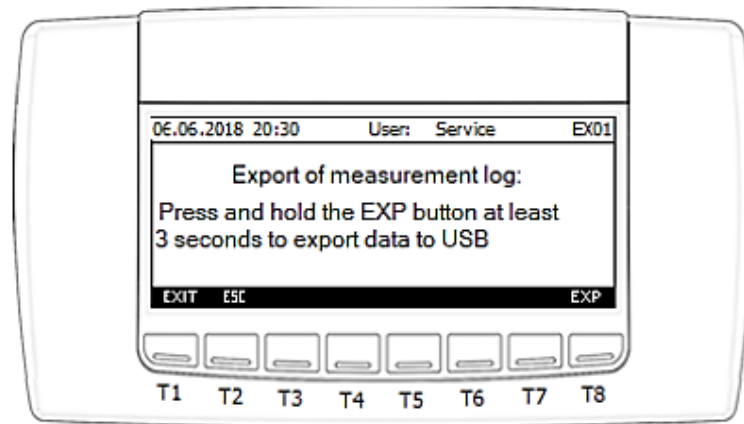 06.06.2018 20:30 User: Service EX01
Export of measurement log:
Press and hold the EXP button at least
3 seconds to export data to USB
EXIT ESC EXP
T1 T2 T3 T4 T5 T6 T7 T8